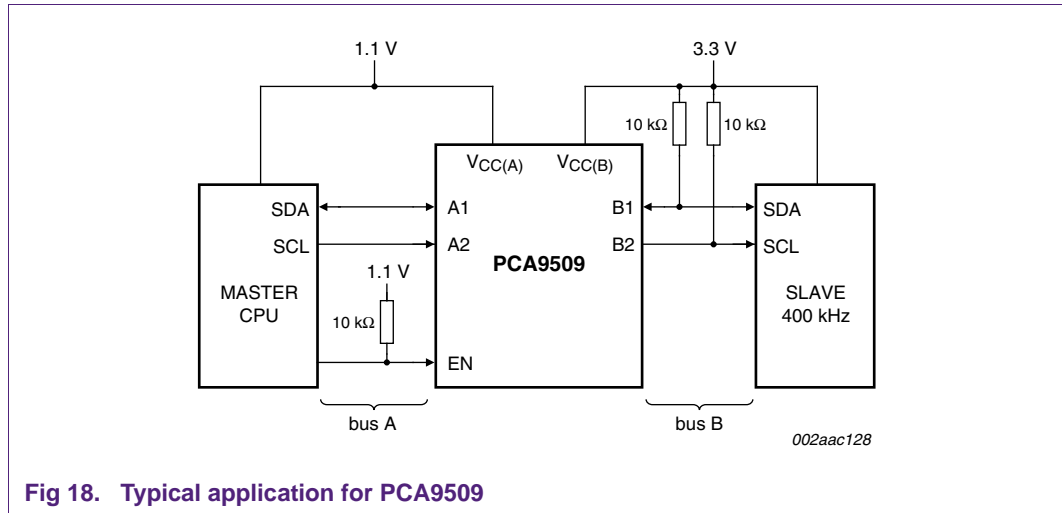 1.1 V
3.3 V
10 kΩ
10 kΩ
VCC(A)
VCC(B)
SDA
A1
B1
SDA
SCL
A2
B2
SCL
PCA9509
1.1 V
MASTER
CPU
10 kΩ
SLAVE
400 kHz
EN
bus A
bus B
002aac128
Fig 18. Typical application for PCA9509